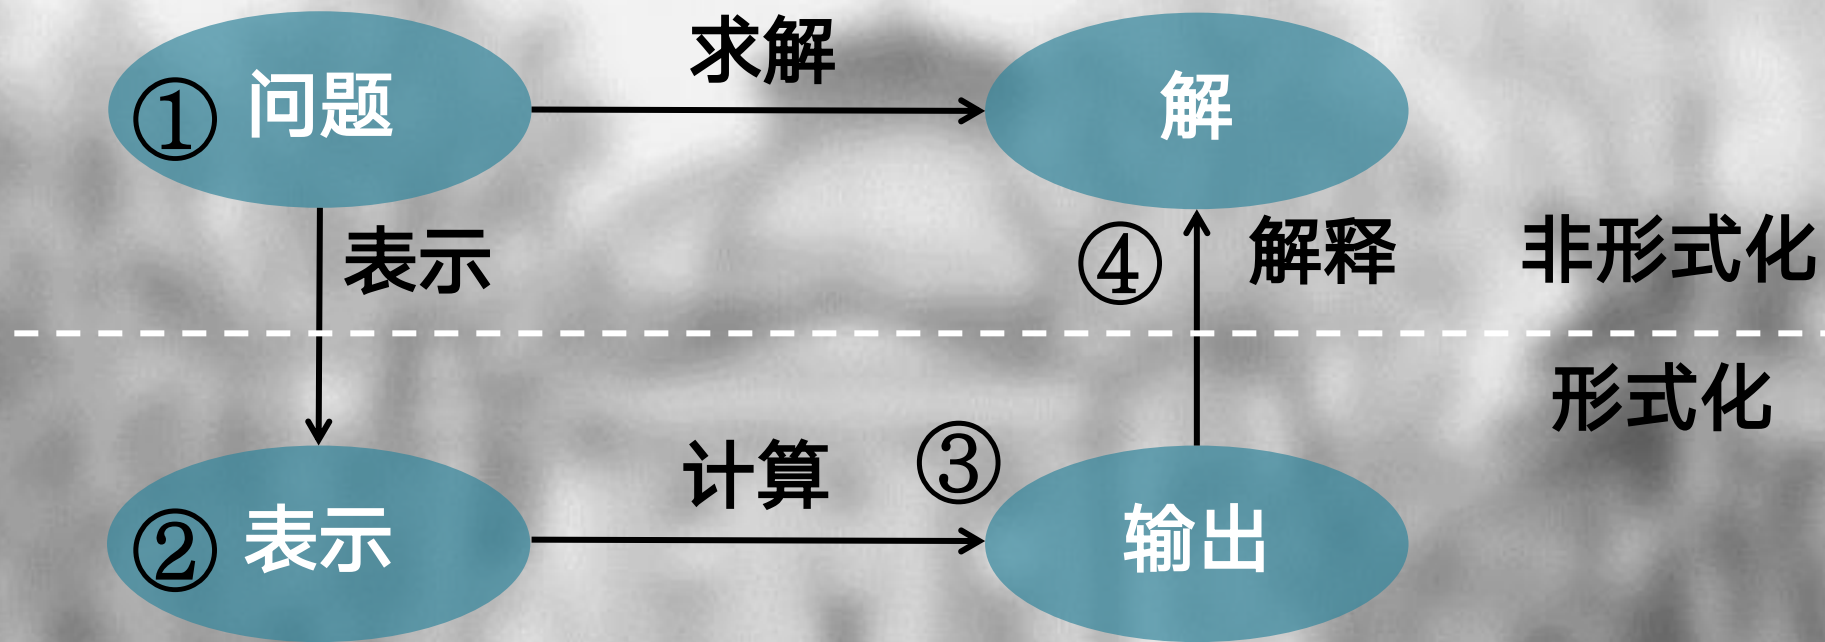 求解
① 问题
解
表示
④ 解释
非形式化
形式化
计算
③
② 表示
输出